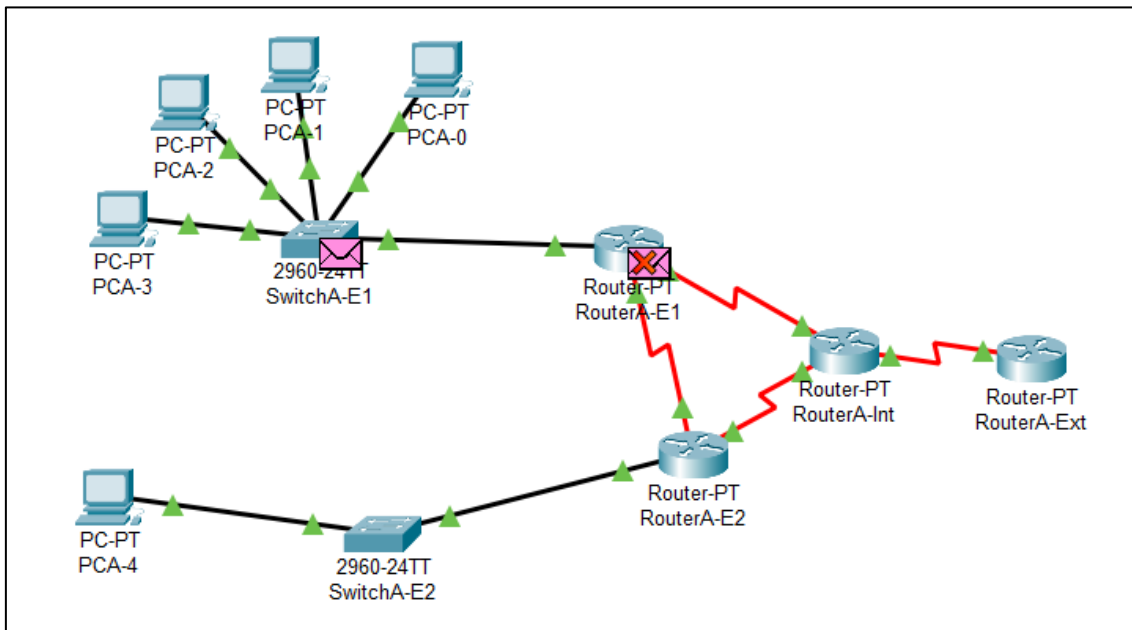 PC-PT
PCA-1
PC-PT
PCA-0
PC-PT
PCA-2
PC-PT
PCA-3
2960-24TT
SwitchA-E1
Router-PT
RouterA-E1
Router-PT
RouterA-Int
Router-PT
RouterA-Ext
Router-PT
RouterA-E2
PC-PT
PCA-4
2960-24TT
SwitchA-E2